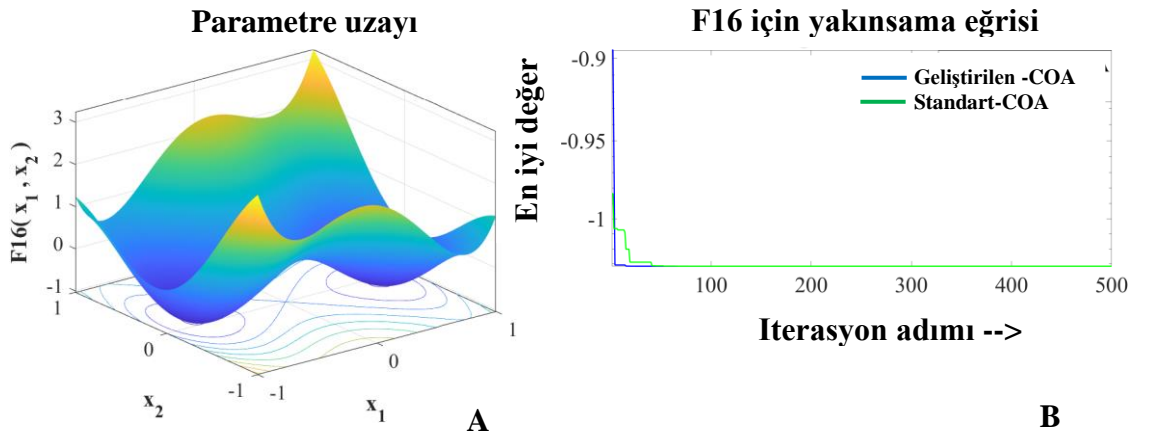 Parametre uzayı
F16( x1 , x2 )
3
2
1
0
-1
1
0
-1
x2
-1
0
1
x1
A
F16 için yakınsama eğrisi
En iyi değer
-0.9
-0.95
-1
Geliştirilen -COA
Standart-COA
100
200
300
400
500
Iterasyon adımı -->
B